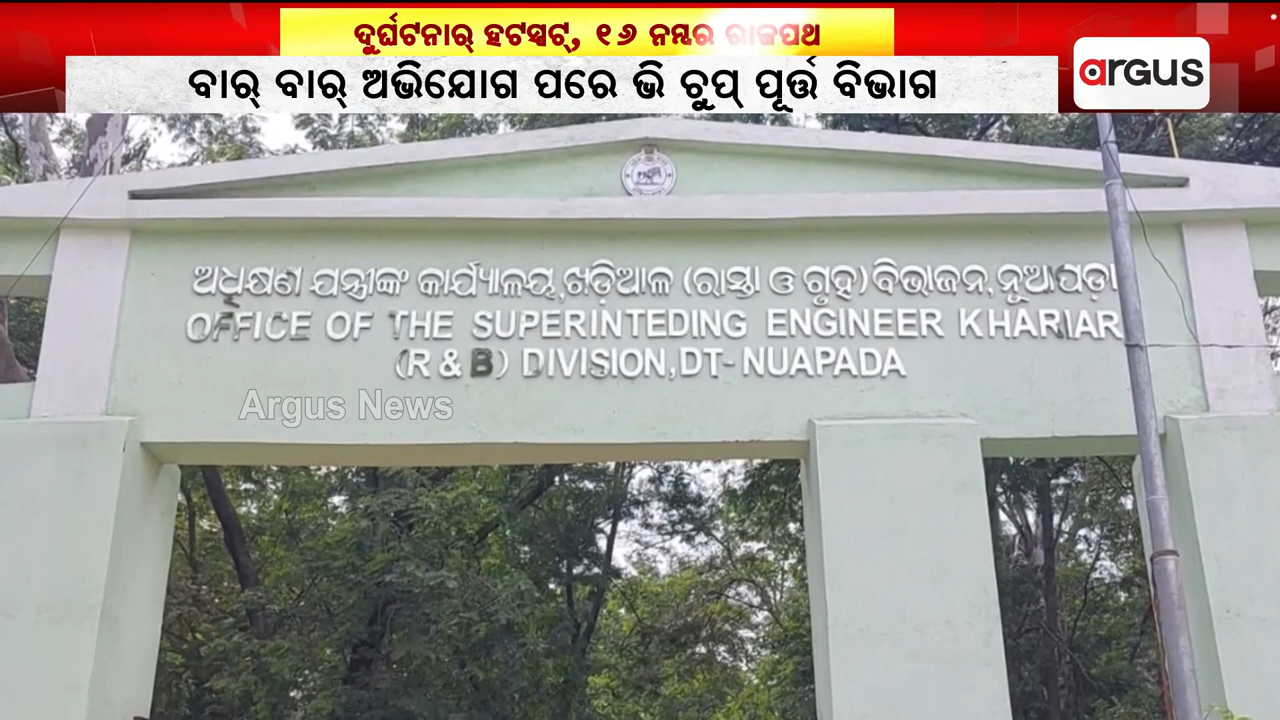 ଦୁର୍ଘଟଣାର୍ ହଟସ୍ପଟ୍, ୧୬ ନମ୍ବର ରାଜପଥ
ବାର୍ ବାର୍ ଅଭିଯୋଗ ପରେ ଭି ଚୁପ୍ ପୂର୍ତ୍ତ ବିଭାଗ
argus
ଅଧିକ୍ଷଣ ଯନ୍ତ୍ରୀଙ୍କ କାର୍ଯ୍ୟାଳୟ,ଖଡ଼ିଆଳ (ରାସ୍ତା ଓ ଗୃହ) ବିଭାଜନ,ନୂଆପଡ଼ା
OFFICE OF THE SUPERINTEDING ENGINEER KHARIAR
(R & B) DIVISION,DT- NUAPADA
Argus News